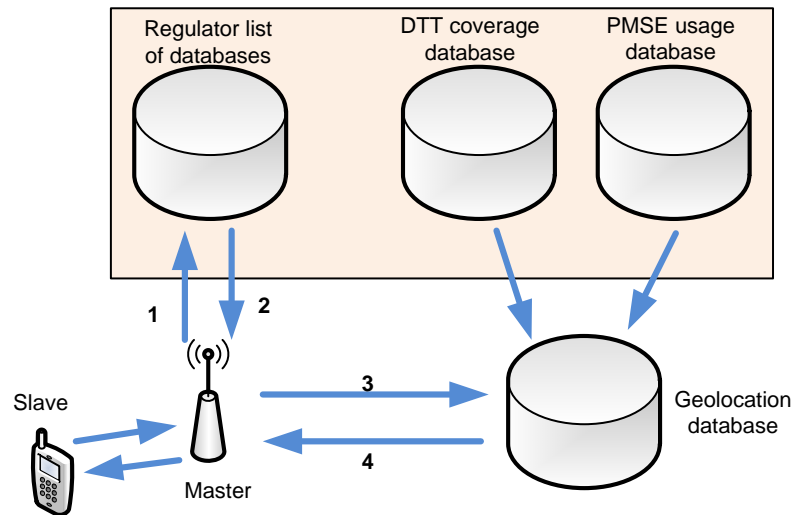 Regulator list
of databases
DTT coverage
database
PMSE usage
database
1
2
3
Slave
Geolocation
database
4
Master